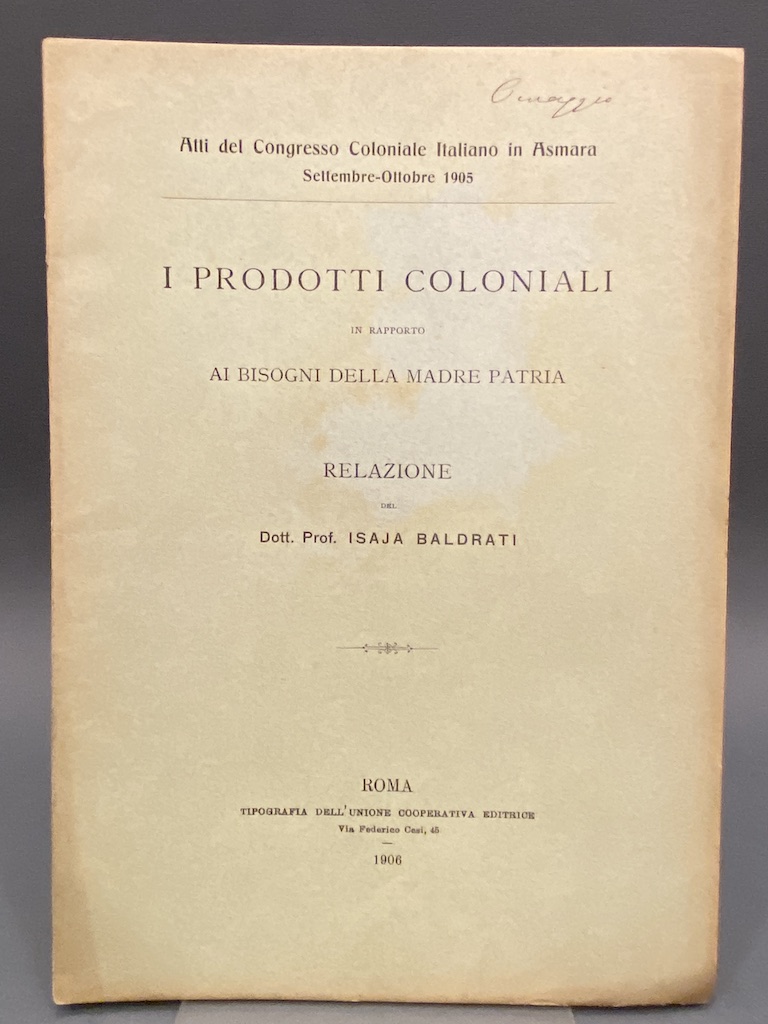 Omaggio
Atti del Congresso Coloniale Italiano in Asmara
Settembre-Ottobre 1905
I PRODOTTI COLONIALI
IN RAPPORTO
AI BISOGNI DELLA MADRE PATRIA
RELAZIONE
DEL
Dott. Prof. ISAJA BALDRATI
ROMA
TIPOGRAFIA DELL'UNIONE COOPERATIVA EDITRICE
Via Federico Cesi, 45
1906